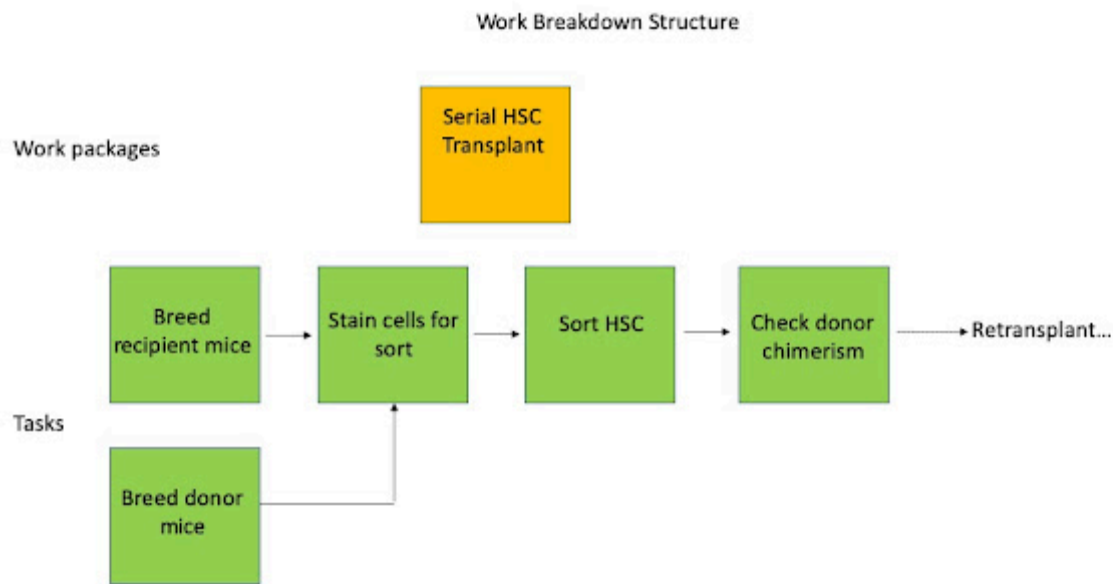 Work Breakdown Structure
Work packages
Serial HSC
Transplant
Breed
recipient mice
Stain cells for
sort
Sort HSC
Check donor
chimerism
Retransplant...
Tasks
Breed donor
mice